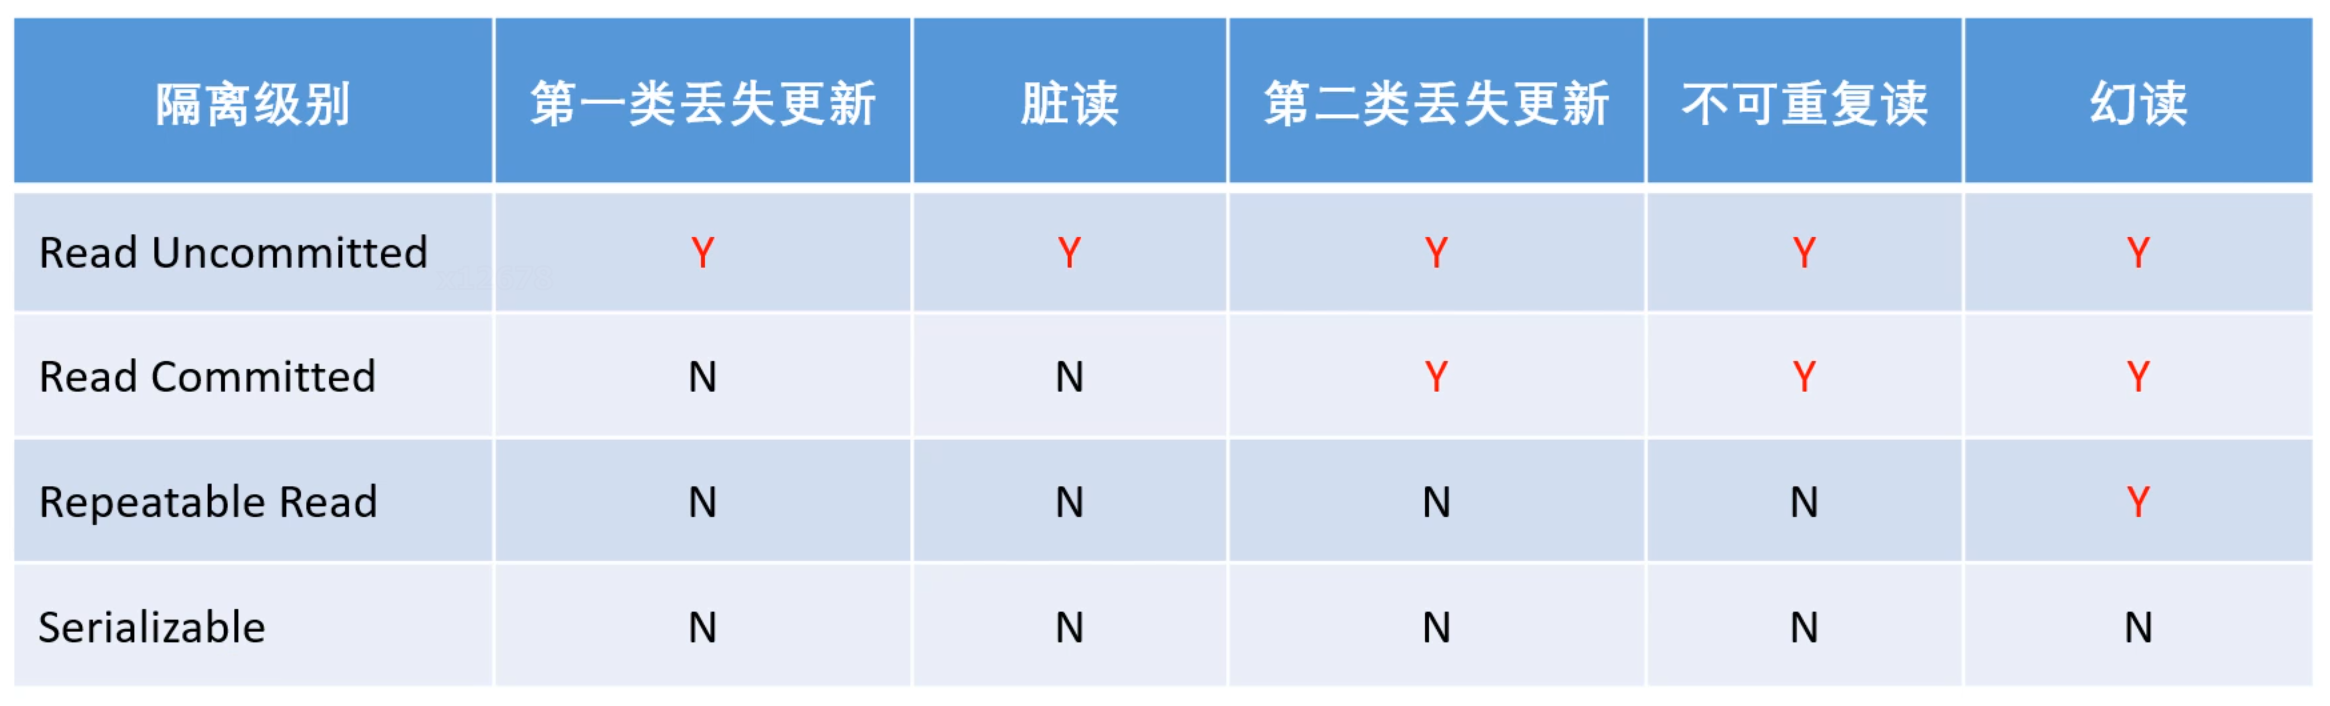 隔离级别 第一类丢失更新 脏读 第二类丢失更新 不可重复读 幻读
Read Uncommitted Y Y Y Y Y
Read Committed N N Y Y Y
Repeatable Read N N N N Y
Serializable N N N N N